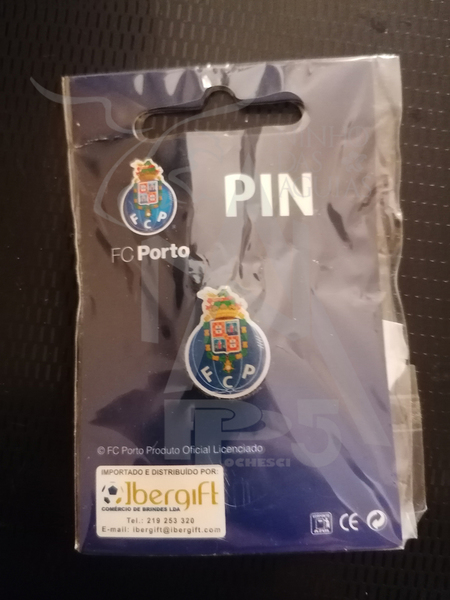 PIN
FCP
FC Porto
FCP
© FC Porto Produto Oficial Licenciado
IMPORTADO E DISTRIBUÍDO POR:
Ibergift
COMÉRCIO DE BRINDES LDA
Tel.: 219 253 320
E-mail: ibergift@ibergift.com
CE